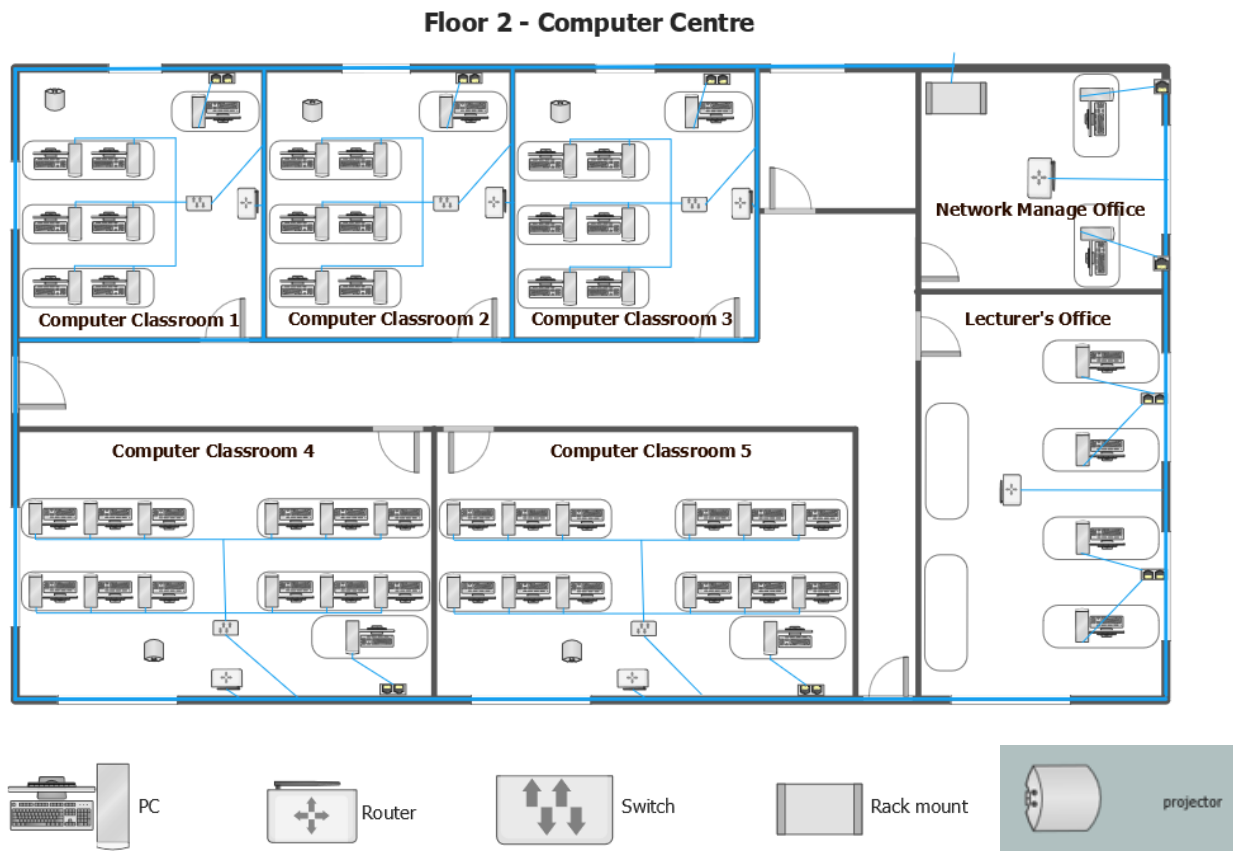 Floor 2 - Computer Centre
Network Manage Office
Computer Classroom 1
Computer Classroom 2
Computer Classroom 3
Lecturer's Office
Computer Classroom 4
Computer Classroom 5
PC
Router
Switch
Rack mount
projector